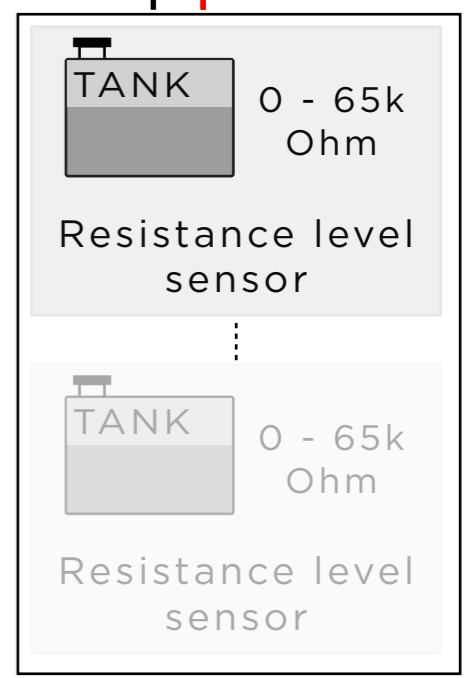 TANK
0 - 65k
Ohm
Resistance level
sensor
TANK
0 - 65k
Ohm
Resistance level
sensor